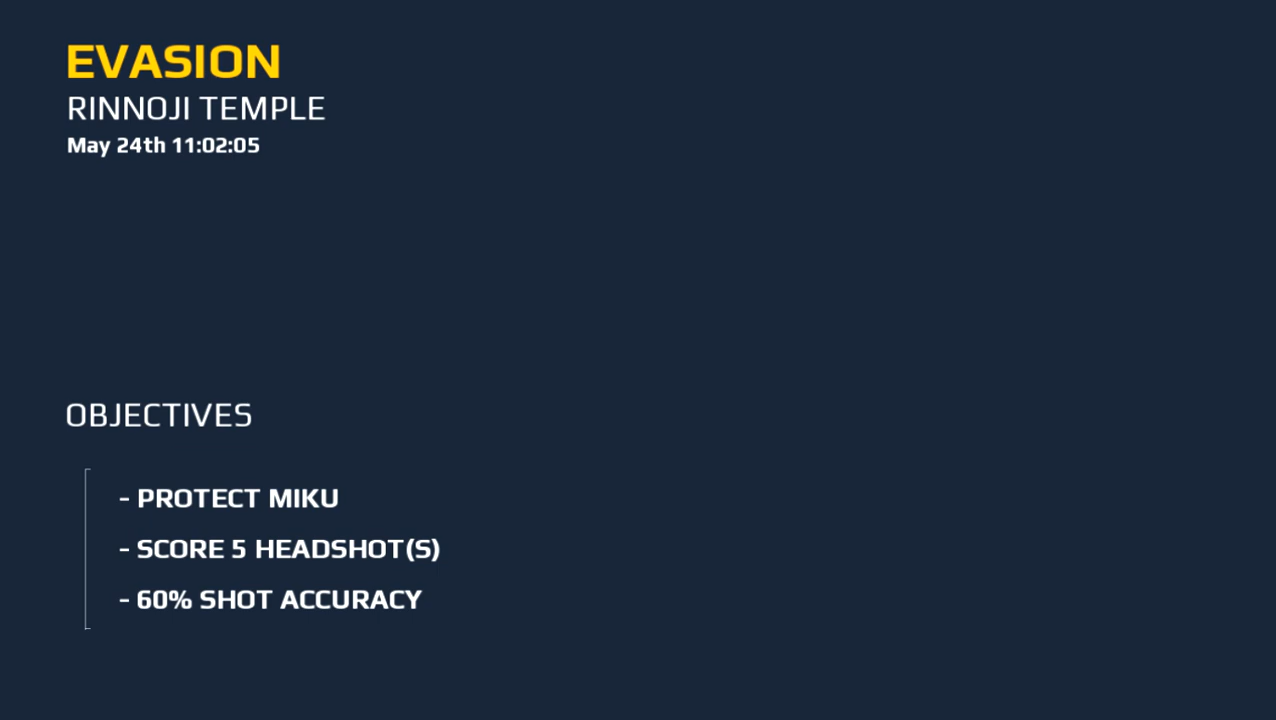 EVASION
RINNOJI TEMPLE
May 24th 11:02:05
OBJECTIVES
- PROTECT MIKU
- SCORE 5 HEADSHOT(S)
- 60% SHOT ACCURACY